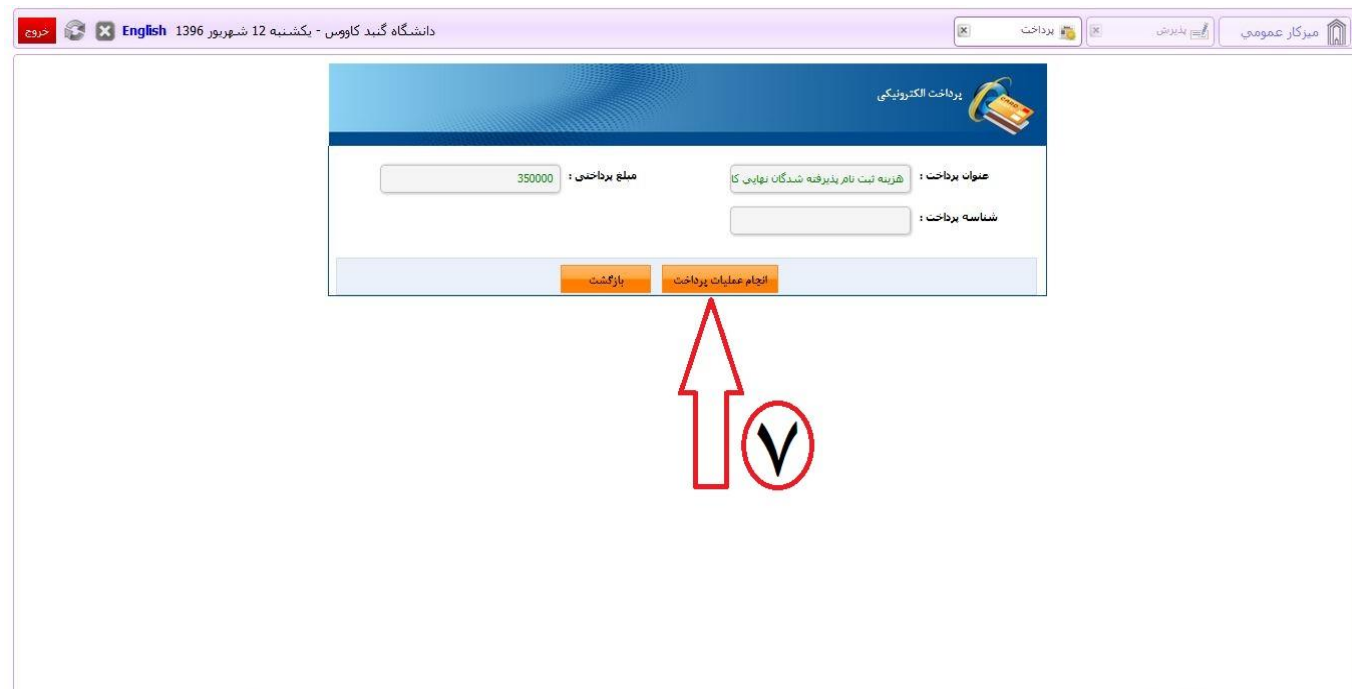 میزکار عمومي
پذیرش
پرداخت
دانشگاه گنبد کاووس - یکشنبه 12 شهریور 1396 English
خروج
پرداخت الکترونیکی
عنوان پرداخت : هزینه ثبت نام پذیرفته شدگان نهایی کا
مبلغ پرداختی : 350000
شناسه پرداخت :
انجام عملیات پرداخت
بازگشت
۷